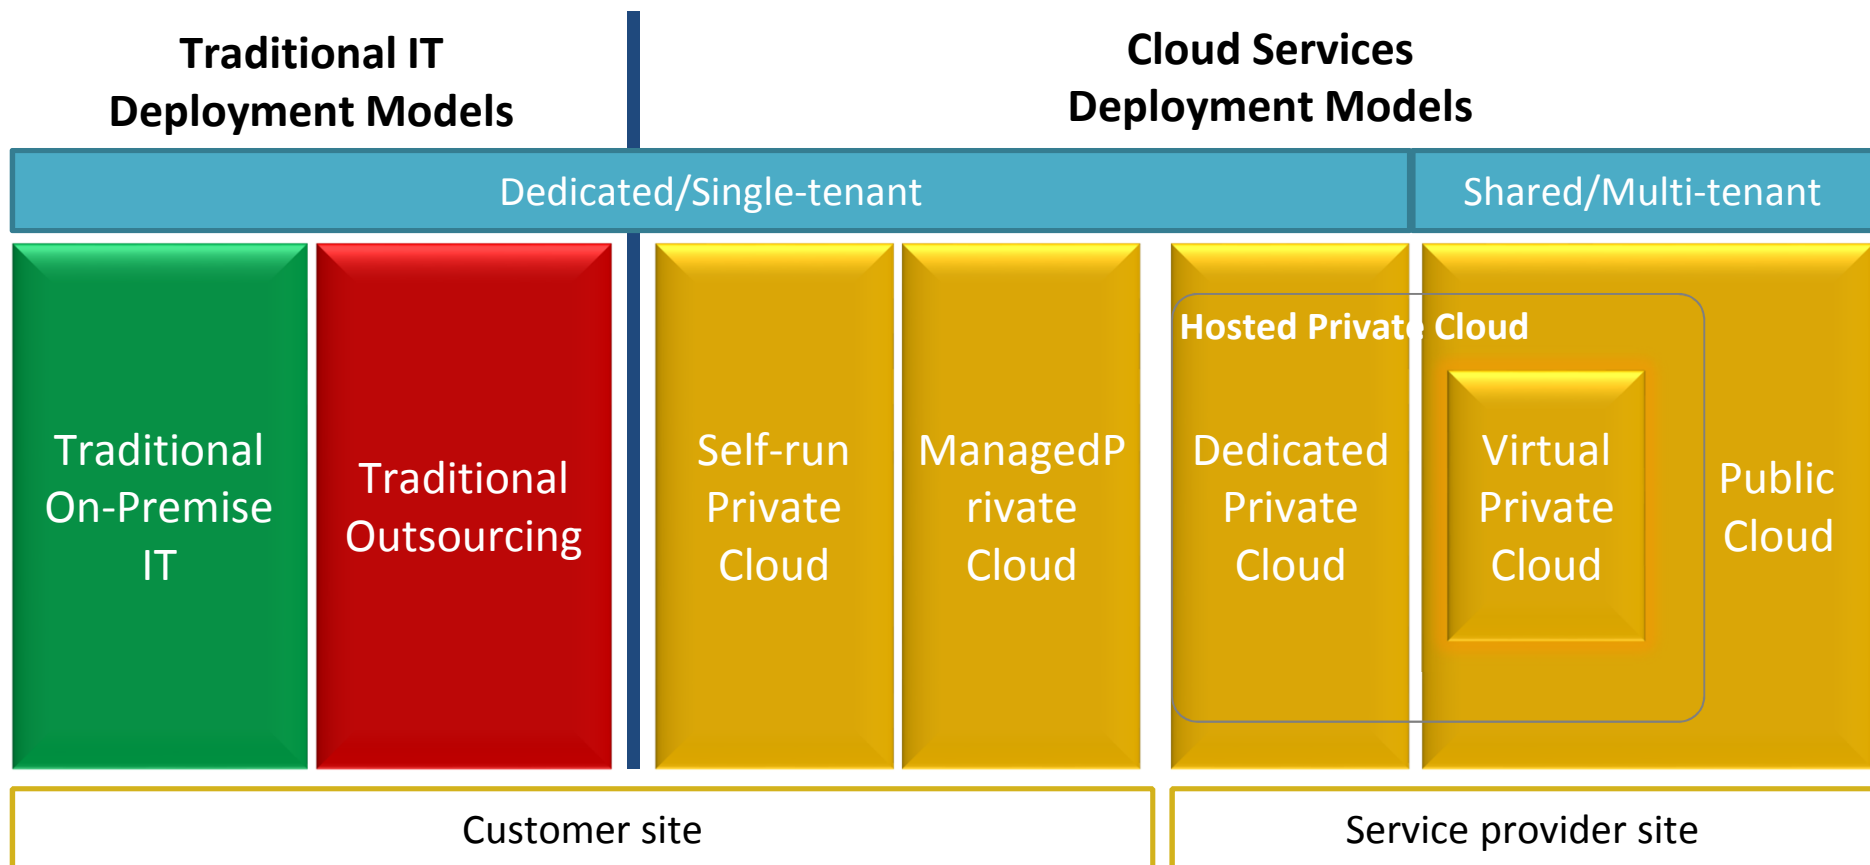 Traditional IT
Deployment Models
Cloud Services
Deployment Models
Dedicated/Single-tenant
Shared/Multi-tenant
Traditional
On-Premise
IT
Traditional
Outsourcing
Self-run
Private
Cloud
ManagedP
rivate
Cloud
Hosted Private Cloud
Dedicated
Private
Cloud
Virtual
Private
Cloud
Public
Cloud
Customer site
Service provider site